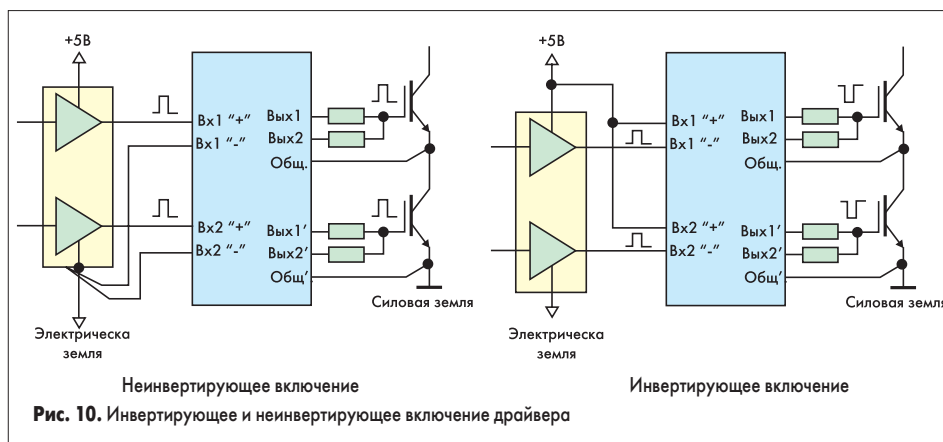 +5В
Вх1 “+”
Вх1 “-”
Вх2 “+”
Вх2 “-”
Вых1
Вых2
Общ.
Вых1′
Вых2′
Общ′
Силовая земля
Электрическа
земля
Неинвертирующее включение
+5В
Вх1 “+”
Вх1 “-”
Вх2 “+”
Вх2 “-”
Вых1
Вых2
Общ.
Вых1′
Вых2′
Общ′
Силовая земля
Электрическа
земля
Инвертирующее включение
Рис. 10. Инвертирующее и неинвертирующее включение драйвера